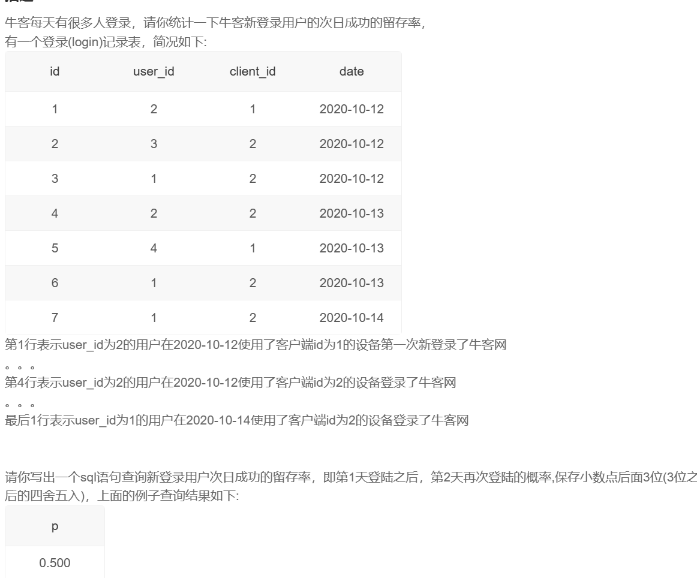 牛客每天有很多人登录，请你统计一下牛客新登录用户的次日成功的留存率，
有一个登录(login)记录表，简况如下:
id user_id client_id date
1 2 1 2020-10-12
2 3 2 2020-10-12
3 1 2 2020-10-12
4 2 2 2020-10-13
5 4 1 2020-10-13
6 1 2 2020-10-13
7 1 2 2020-10-14
第1行表示user_id为2的用户在2020-10-12使用了客户端id为1的设备第一次新登录了牛客网
。。。
第4行表示user_id为2的用户在2020-10-12使用了客户端id为2的设备登录了牛客网
。。。
最后1行表示user_id为1的用户在2020-10-14使用了客户端id为2的设备登录了牛客网
请你写出一个sql语句查询新登录用户次日成功的留存率，即第1天登陆之后，第2天再次登陆的概率,保存小数点后面3位(3位之
后的四舍五入)，上面的例子查询结果如下:
p
0.500